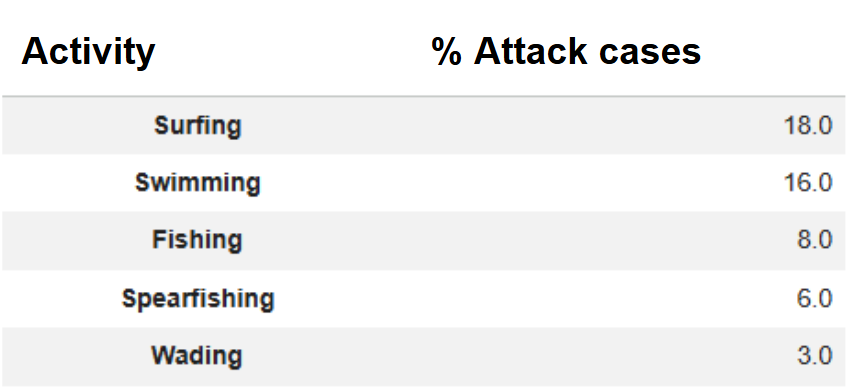 Activity % Attack cases
Surfing 18.0
Swimming 16.0
Fishing 8.0
Spearfishing 6.0
Wading 3.0